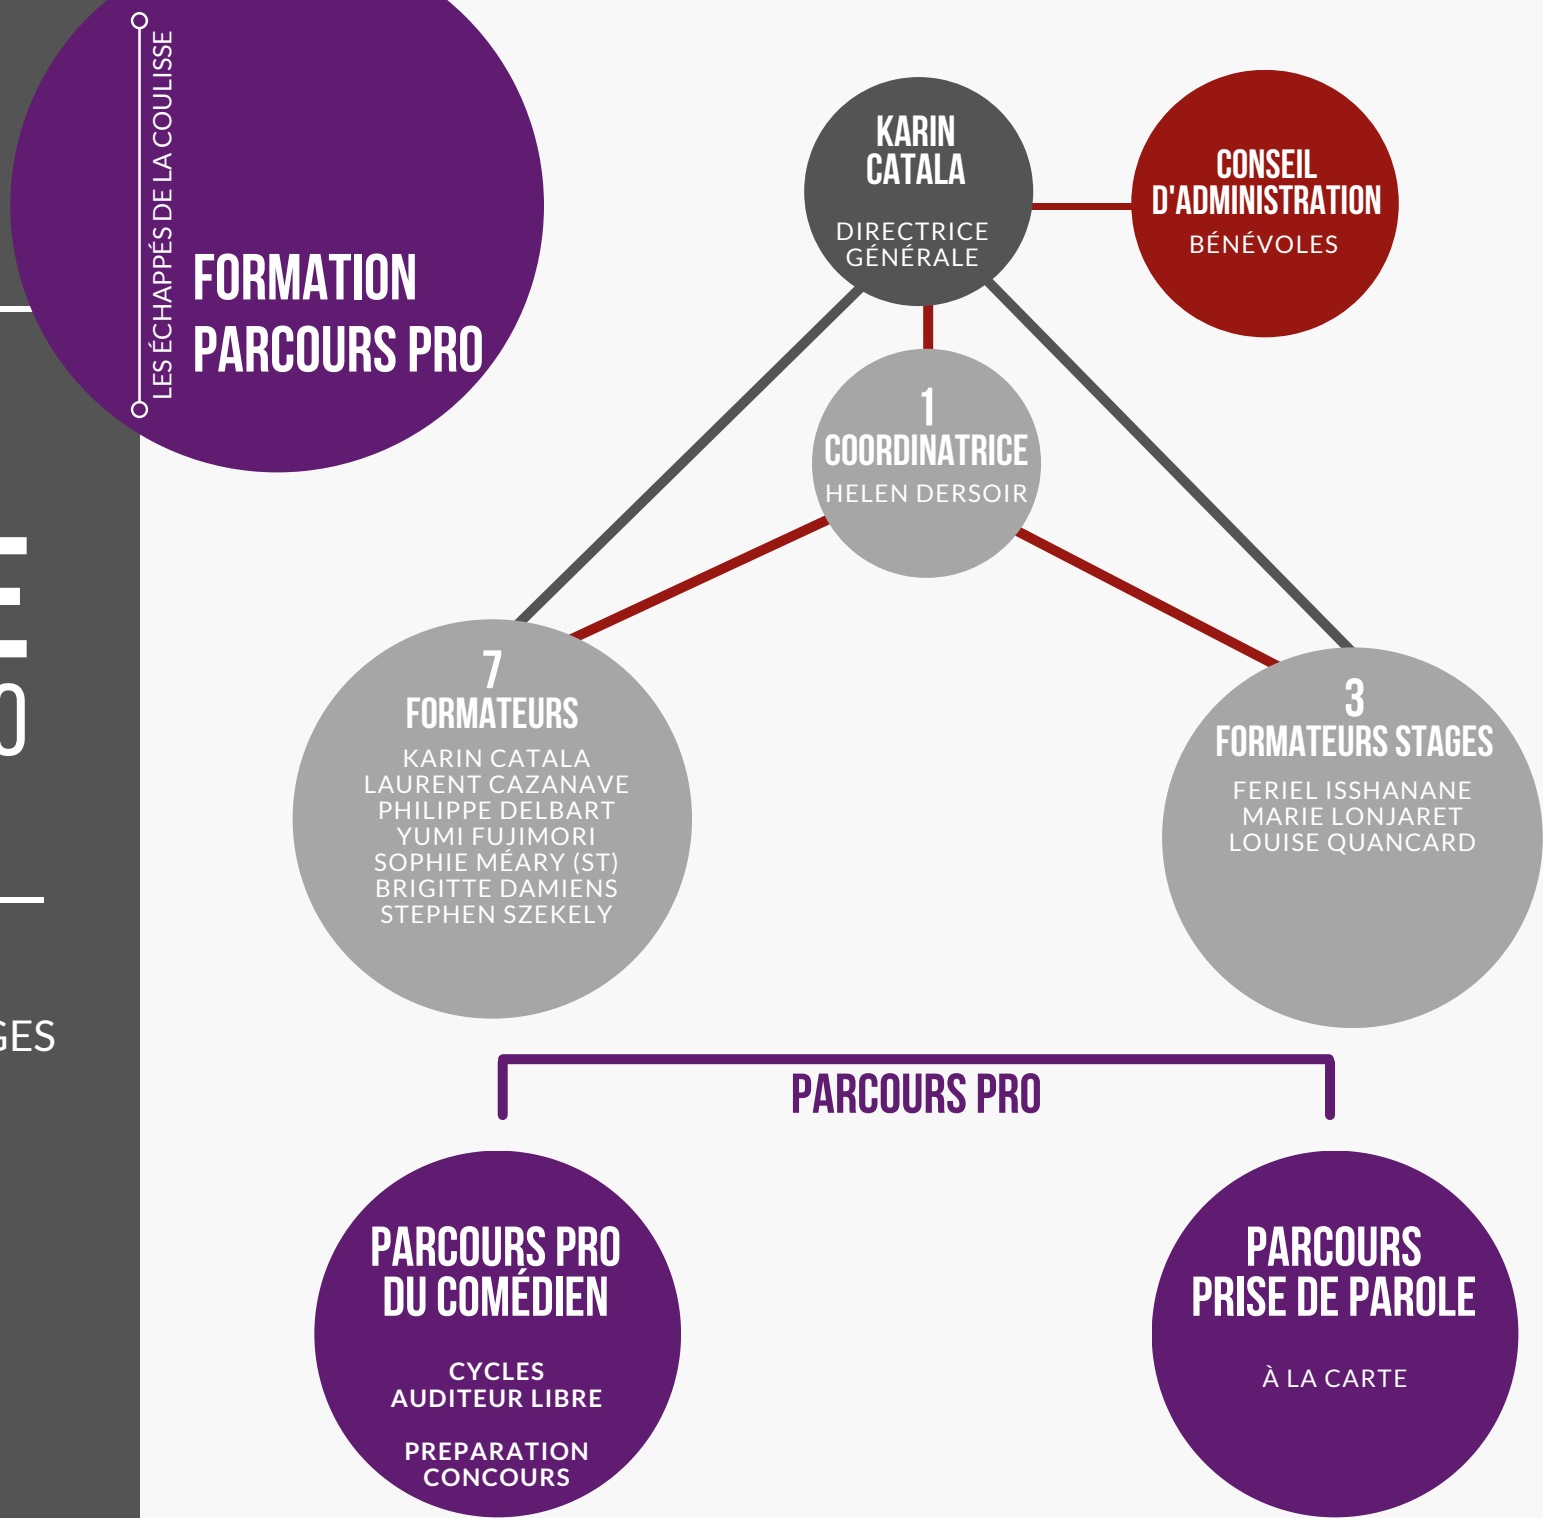 LES ÉCHAPPÉS DE LA COULISSE
FORMATION
PARCOURS PRO
KARIN
CATALA
DIRECTRICE
GÉNÉRALE
CONSEIL
D'ADMINISTRATION
BÉNÉVOLES
1
COORDINATRICE
HELEN DERSOIR
7
FORMATEURS
KARIN CATALA
LAURENT CAZANAVE
PHILIPPE DELBART
YUMI FUJIMORI
SOPHIE MÉARY (ST)
BRIGITTE DAMIENS
STEPHEN SZEKELY
3
FORMATEURS STAGES
FERIEL ISSHANANE
MARIE LONJARET
LOUISE QUANCARD
PARCOURS PRO
PARCOURS PRO
DU COMÉDIEN
CYCLES
AUDITEUR LIBRE
PREPARATION
CONCOURS
PARCOURS
PRISE DE PAROLE
À LA CARTE